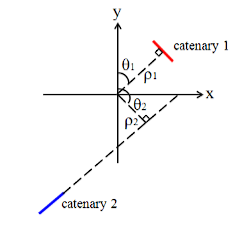 y
catenary 1
θ1
ρ1
x
θ2
ρ2
catenary 2